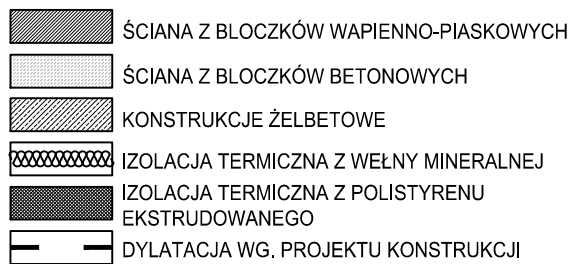 ŚCIANA Z BLOCZKÓW WAPIENNO-PIASKOWYCH
ŚCIANA Z BLOCZKÓW BETONOWYCH
KONSTRUKCJE ŻELBETOWE
IZOLACJA TERMICZNA Z WEŁNY MINERALNEJ
IZOLACJA TERMICZNA Z POLISTYRENU
EKSTRUDOWANEGO
DYLATACJA WG. PROJEKTU KONSTRUKCJI